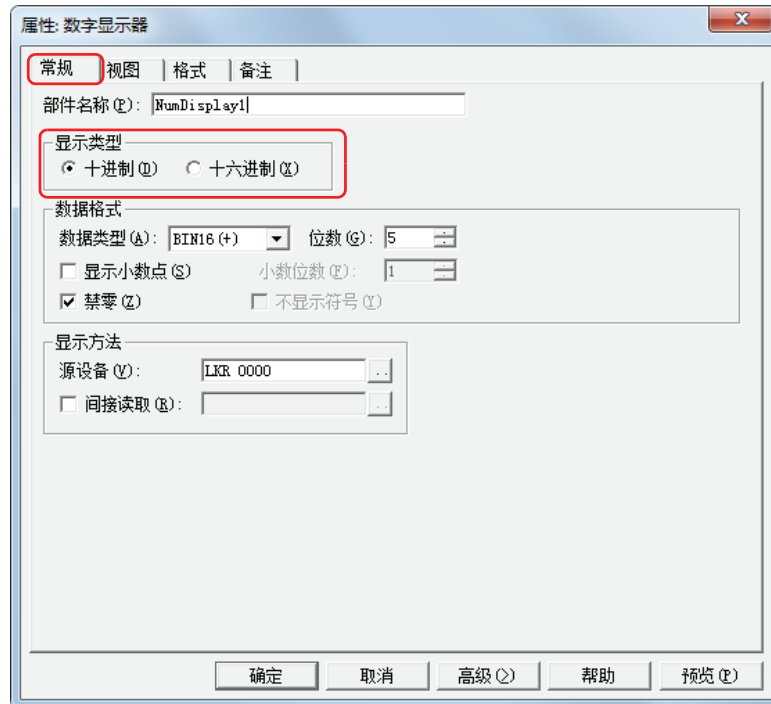 属性: 数字显示器
常规 视图 格式 备注
部件名称(P): NumDisplay1
显示类型
十进制(D) 十六进制(X)
数据格式
数据类型(A): BIN16(+) 位数(G): 5
显示小数点(S) 小数位数(F): 1
禁零(Z) 不显示符号(Y)
显示方法
源设备(V): LKR 0000 ..
间接读取(R): ..
确定 取消 高级(>) 帮助 预览(P)